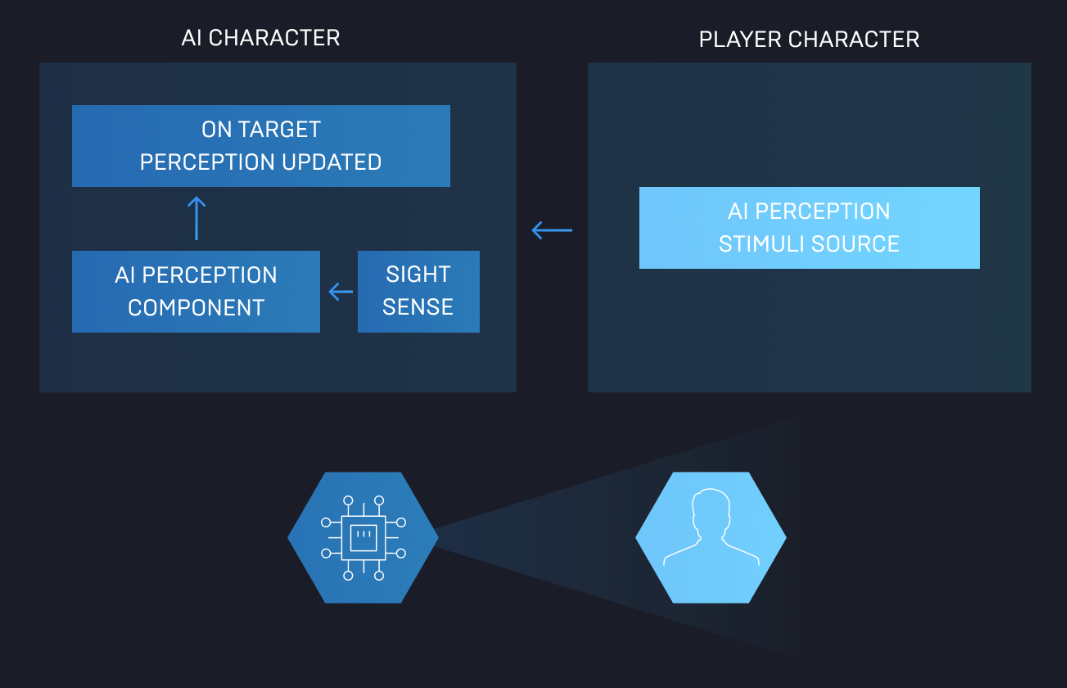 AI CHARACTER
PLAYER CHARACTER
ON TARGET
PERCEPTION UPDATED
AI PERCEPTION
COMPONENT
SIGHT
SENSE
AI PERCEPTION
STIMULI SOURCE